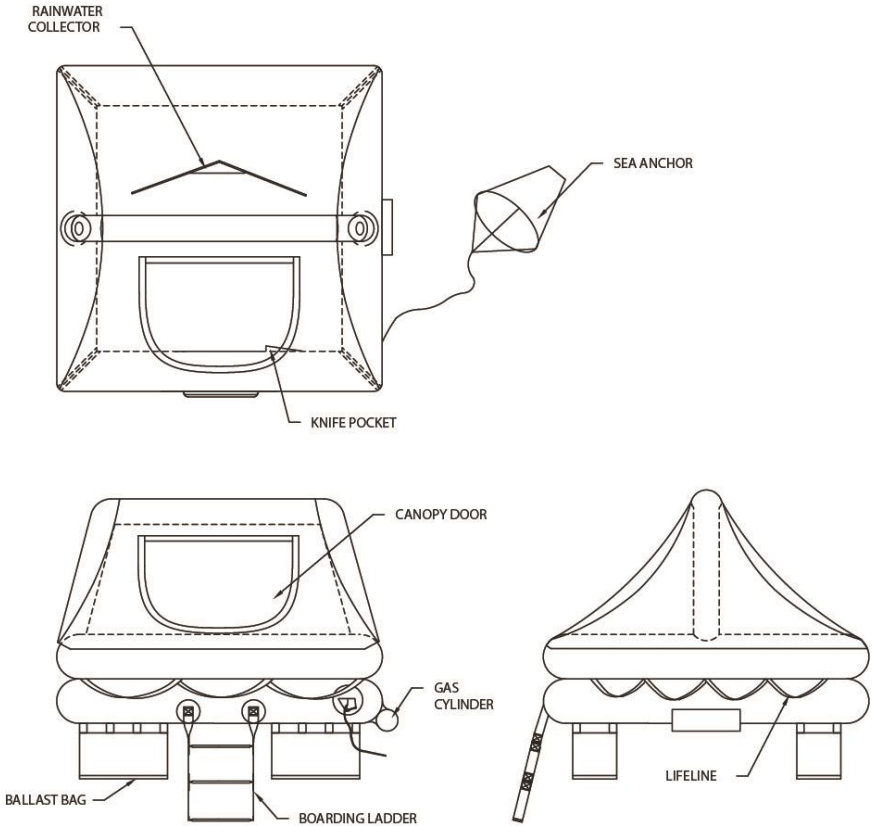 RAINWATER
COLLECTOR
SEA ANCHOR
KNIFE POCKET
CANOPY DOOR
GAS
CYLINDER
LIFELINE
BALLAST BAG
BOARDING LADDER